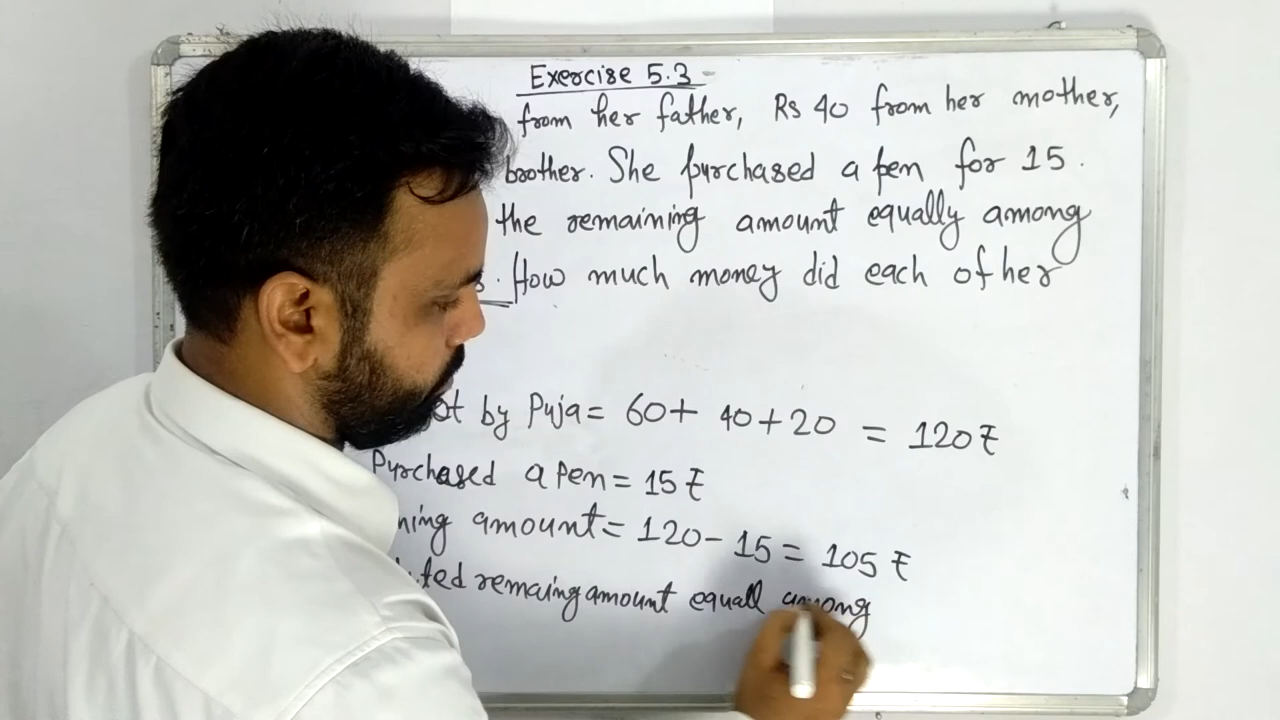 Exercise 5.3
from her father, Rs 40 from her mother,
brother. She purchased a pen for 15.
the remaining amount equally among
How much money did each of her
by Puja = 60 + 40 + 20 = 120 ₹
Purchased a pen = 15 ₹
amount = 120 - 15 = 105 ₹
remaing amount equall among